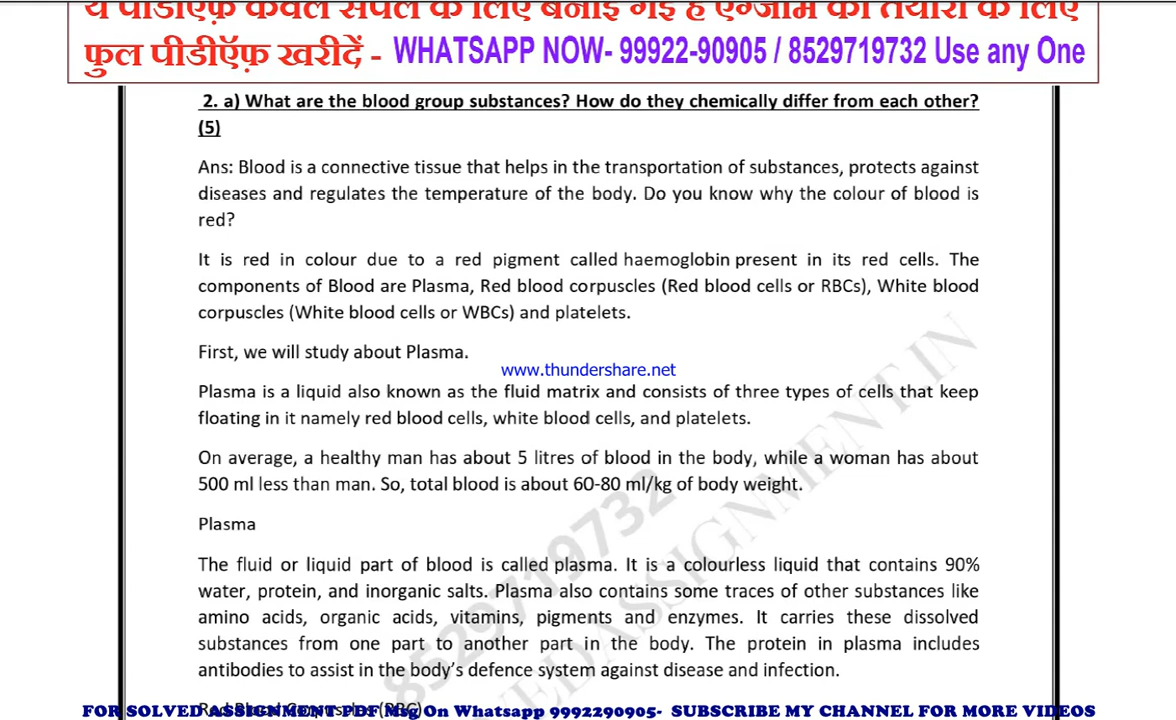 ये पीडीएफ़ केवल सैंपल के लिए बनाई गई है एग्जाम की तैयारी के लिए
फुल पीडीऍफ़ खरीदें - WHATSAPP NOW- 99922-90905 / 8529719732 Use any One
2. a) What are the blood group substances? How do they chemically differ from each other?
(5)
Ans: Blood is a connective tissue that helps in the transportation of substances, protects against
diseases and regulates the temperature of the body. Do you know why the colour of blood is
red?
It is red in colour due to a red pigment called haemoglobin present in its red cells. The
components of Blood are Plasma, Red blood corpuscles (Red blood cells or RBCs), White blood
corpuscles (White blood cells or WBCs) and platelets.
First, we will study about Plasma.
www.thundershare.net
Plasma is a liquid also known as the fluid matrix and consists of three types of cells that keep
floating in it namely red blood cells, white blood cells, and platelets.
On average, a healthy man has about 5 litres of blood in the body, while a woman has about
500 ml less than man. So, total blood is about 60-80 ml/kg of body weight.
Plasma
The fluid or liquid part of blood is called plasma. It is a colourless liquid that contains 90%
water, protein, and inorganic salts. Plasma also contains some traces of other substances like
amino acids, organic acids, vitamins, pigments and enzymes. It carries these dissolved
substances from one part to another part in the body. The protein in plasma includes
antibodies to assist in the body's defence system against disease and infection.
Red Blood Corpuscles (RBC)
FOR SOLVED ASSIGNMENT PDF Msg On Whatsapp 9992290905- SUBSCRIBE MY CHANNEL FOR MORE VIDEOS
8529719732
ASSIGNMENT IN